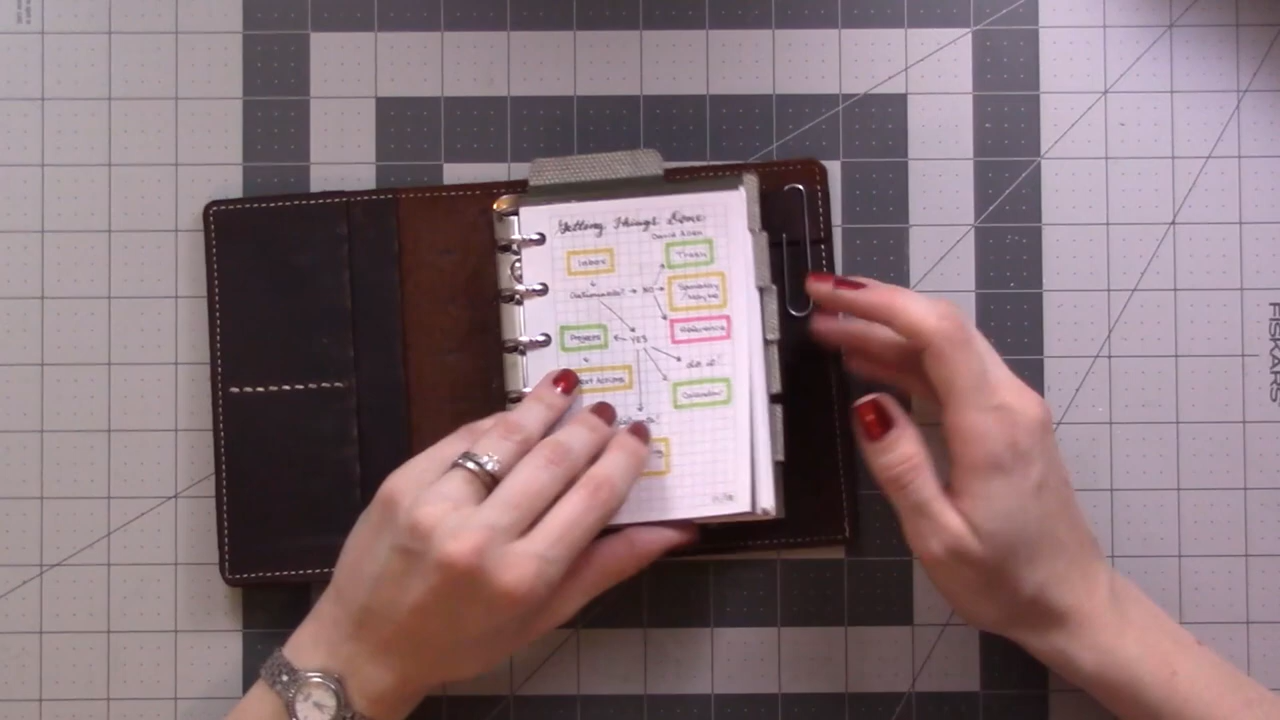 Getting Things Done
David Allen
Inbox
Trash
Actionable? → NO
Someday
/Maybe
Reference
Projects
YES
do it!
Next Actions
Calendar
FISKARS